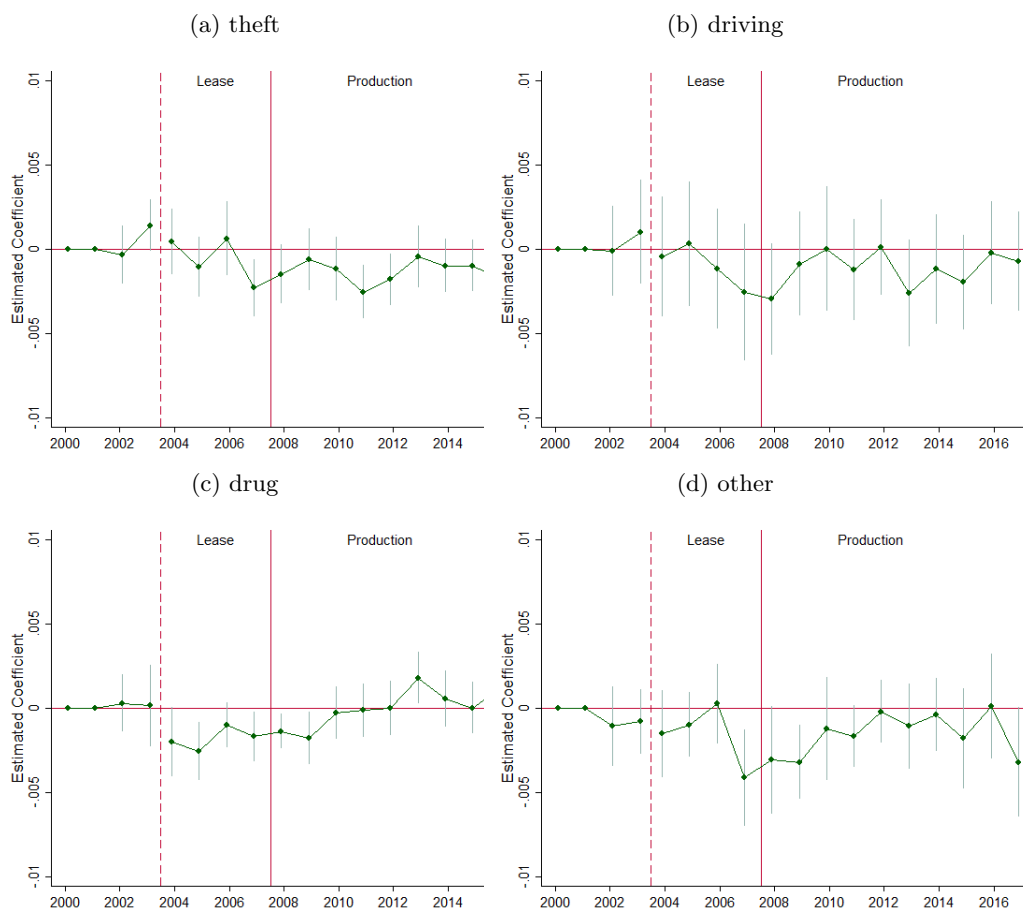 (a) theft
(b) driving
Lease
Production
Estimated Coefficient
.01
.005
0
-.005
-.01
2000 2002 2004 2006 2008 2010 2012 2014
Lease
Production
Estimated Coefficient
.01
.005
0
-.005
-.01
2000 2002 2004 2006 2008 2010 2012 2014 2016
(c) drug
(d) other
Lease
Production
Estimated Coefficient
.01
.005
0
-.005
-.01
2000 2002 2004 2006 2008 2010 2012 2014
Lease
Production
Estimated Coefficient
.01
.005
0
-.005
-.01
2000 2002 2004 2006 2008 2010 2012 2014 2016